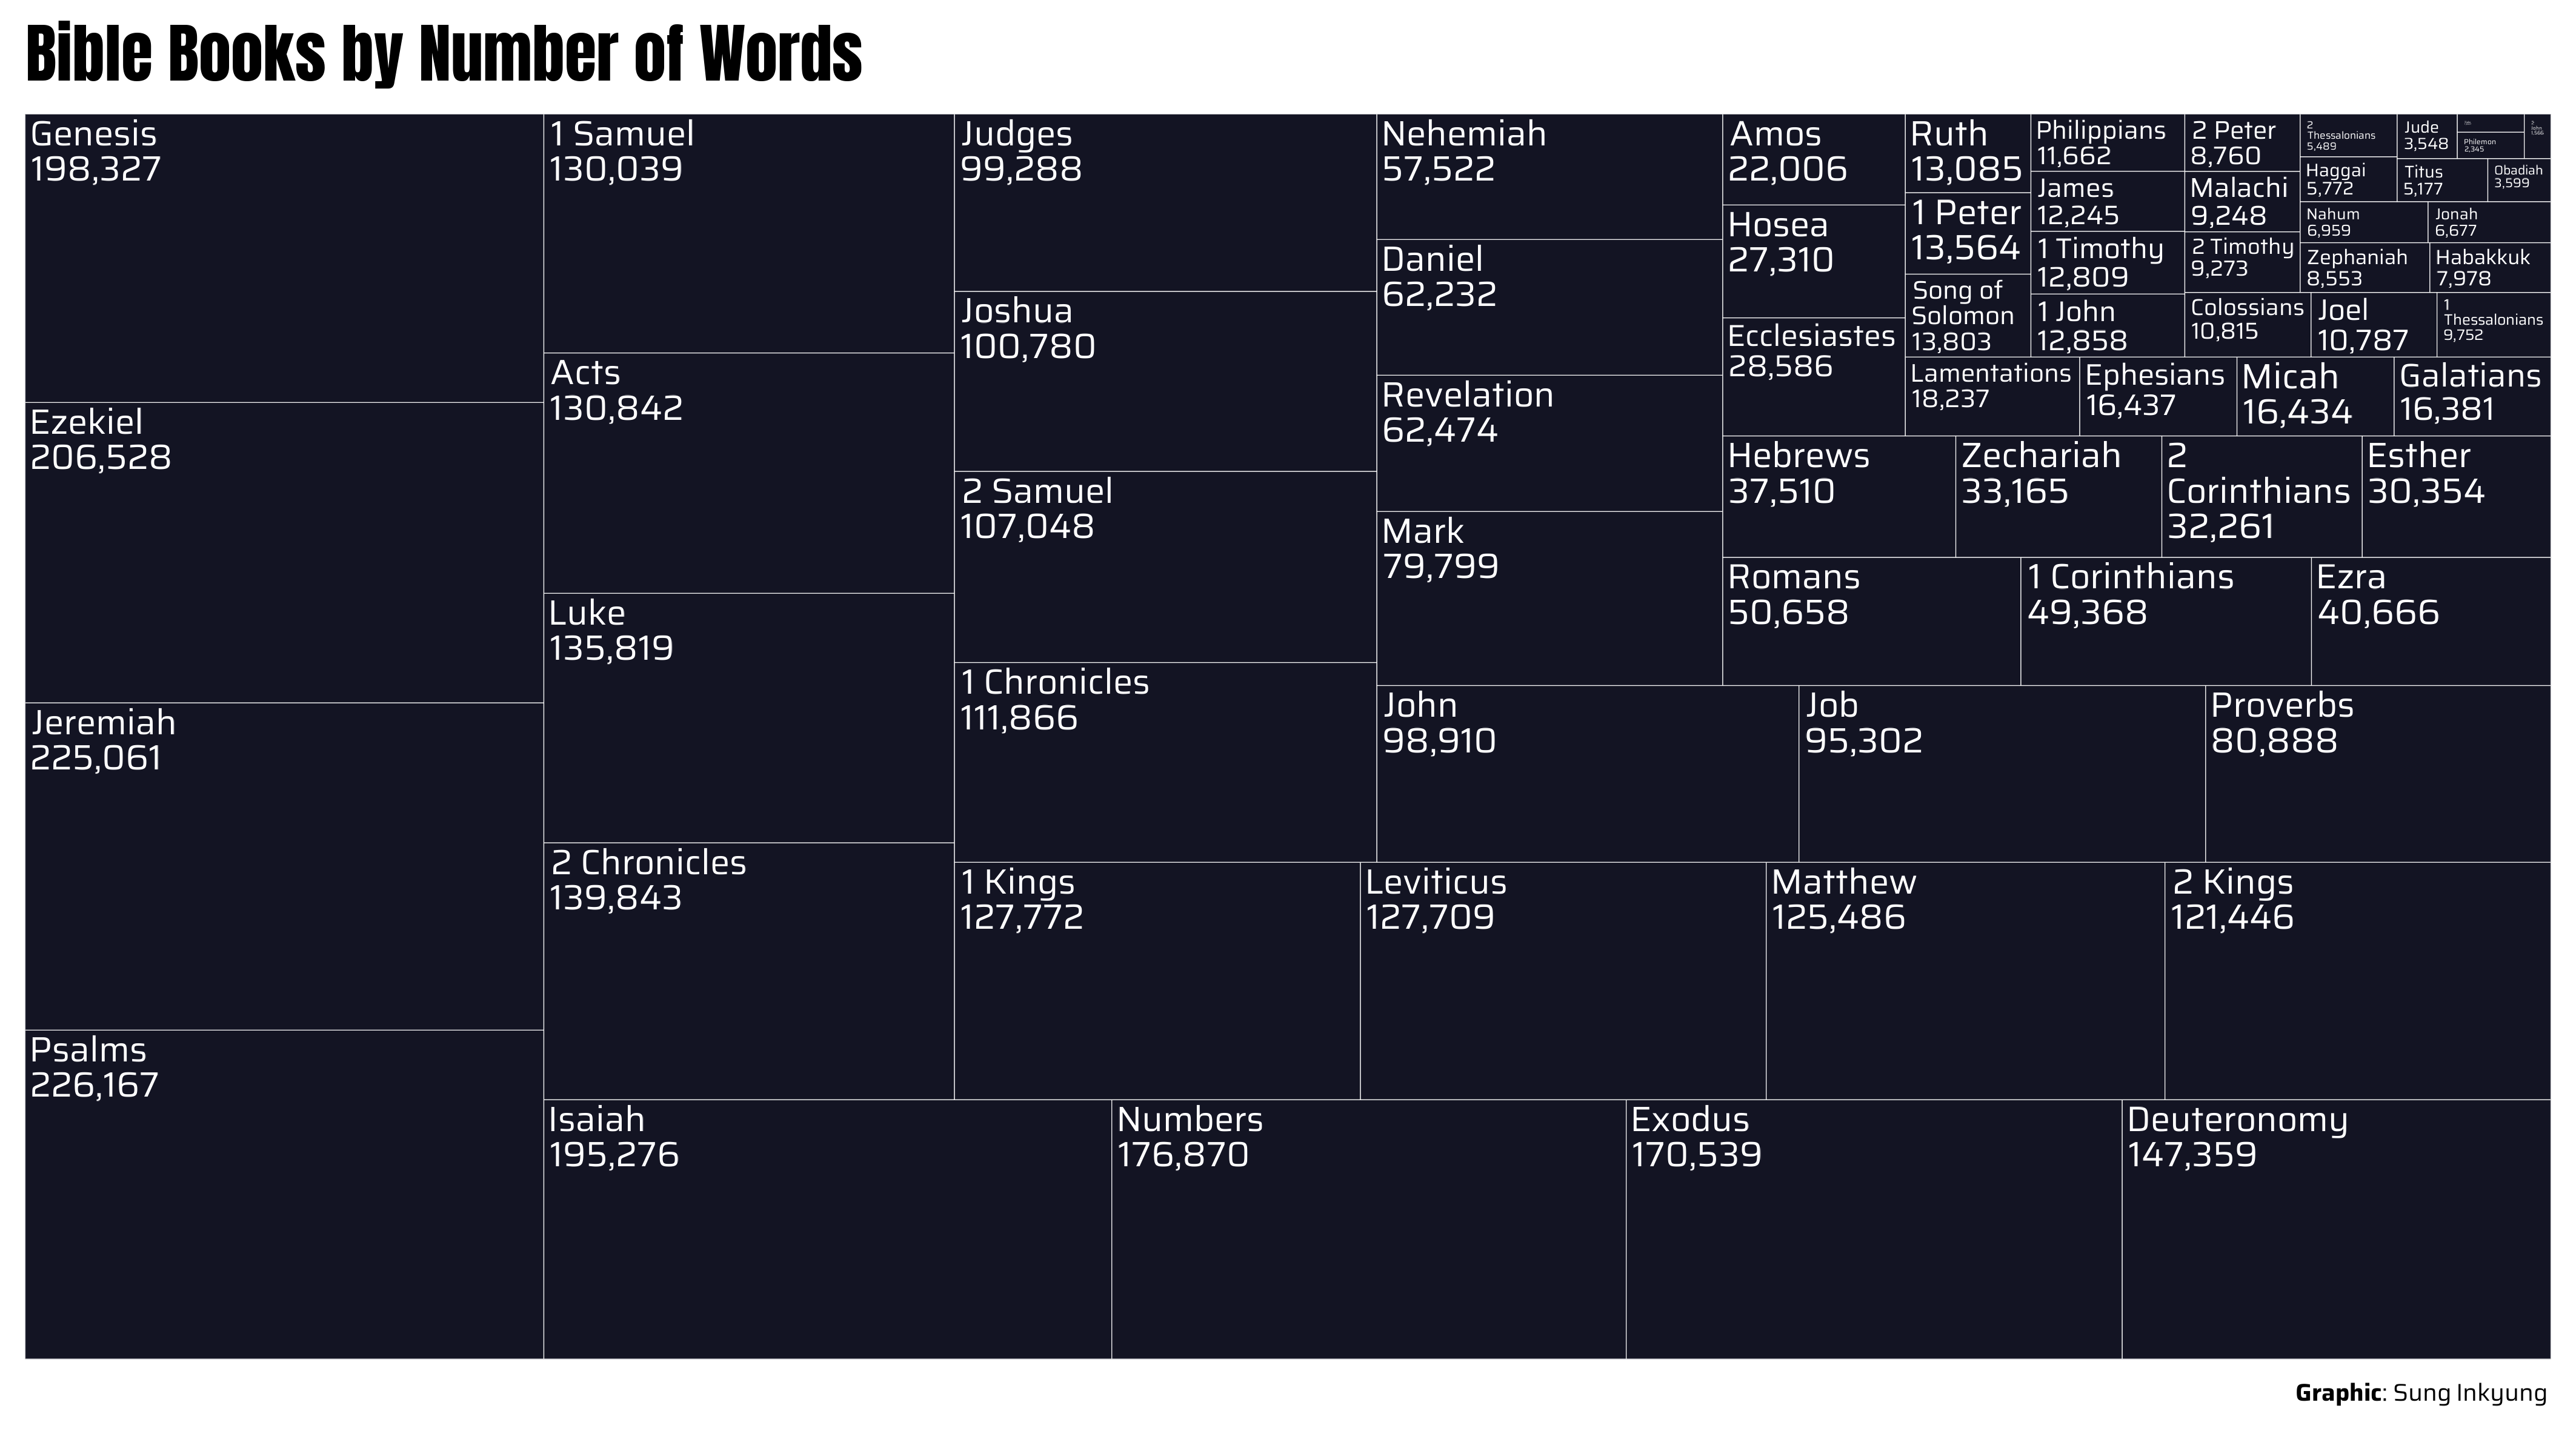 Bible Books by Number of Words
Genesis
198,327
Ezekiel
206,528
Jeremiah
225,061
Psalms
226,167
1 Samuel
130,039
Acts
130,842
Luke
135,819
2 Chronicles
139,843
Isaiah
195,276
Numbers
176,870
Exodus
170,539
Deuteronomy
147,359
Judges
99,288
Joshua
100,780
2 Samuel
107,048
1 Chronicles
111,866
1 Kings
127,772
Leviticus
127,709
Matthew
125,486
2 Kings
121,446
Nehemiah
57,522
Daniel
62,232
Revelation
62,474
Mark
79,799
John
98,910
Job
95,302
Proverbs
80,888
Amos
22,006
Hosea
27,310
Ecclesiastes
28,586
Hebrews
37,510
Zechariah
33,165
2
Corinthians
32,261
Esther
30,354
Romans
50,658
1 Corinthians
49,368
Ezra
40,666
Ruth
13,085
1 Peter
13,564
Song of
Solomon
13,803
Lamentations
18,237
Ephesians
16,437
Micah
16,434
Galatians
16,381
Philippians
11,662
James
12,245
1 Timothy
12,809
1 John
12,858
2 Peter
8,760
Malachi
9,248
2 Timothy
9,273
Colossians
10,815
Joel
10,787
1
Thessalonians
9,752
2
Thessalonians
5,489
Haggai
5,772
Nahum
6,959
Jonah
6,677
Zephaniah
8,553
Habakkuk
7,978
Jude
3,548
Titus
5,177
Obadiah
3,599
Philemon
2,345
John
1,566
Graphic: Sung Inkyung